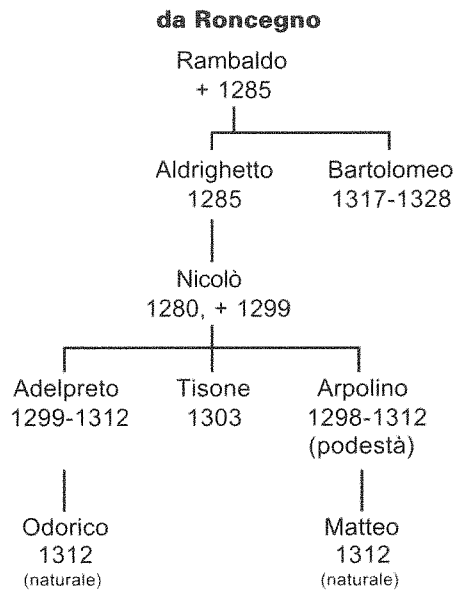 da Roncegno
Rambaldo
+ 1285
Aldrighetto Bartolomeo
1285 1317-1328
Nicolò
1280, + 1299
Adelpreto Tisone Arpolino
1299-1312 1303 1298-1312
(podestà)
Odorico Matteo
1312 1312
(naturale) (naturale)